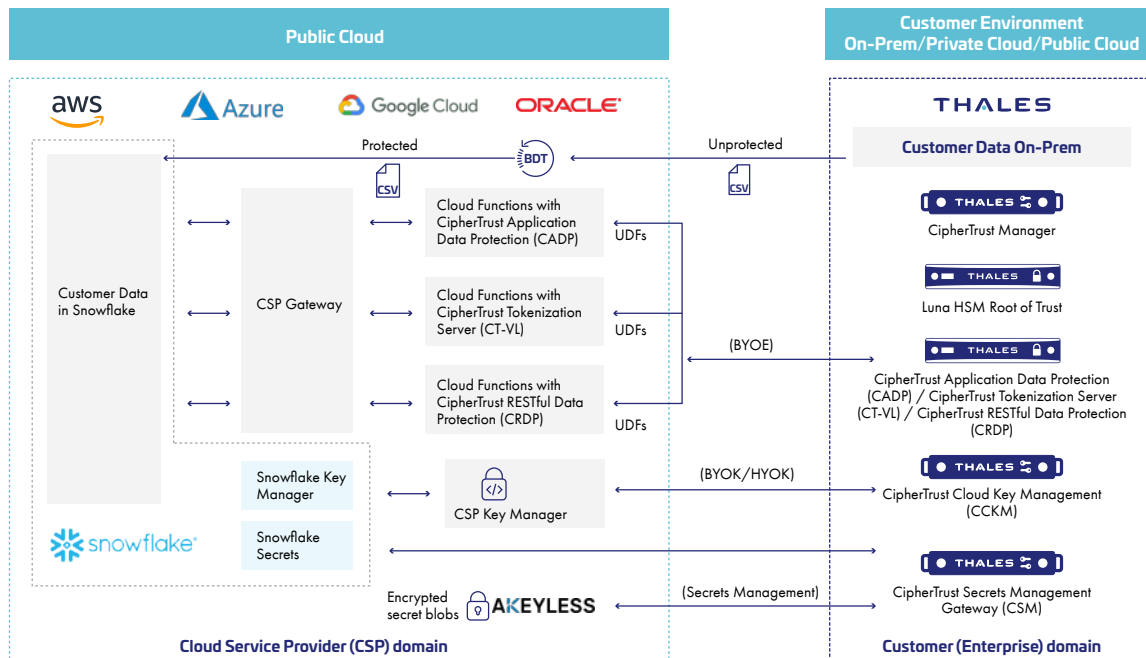 Public Cloud
Customer Environment
On-Prem/Private Cloud/Public Cloud
aws
Azure
Google Cloud
ORACLE
THALES
Protected
BDT
Unprotected
Customer Data On-Prem
CSV
CSV
Cloud Functions with
CipherTrust Application
Data Protection (CADP)
UDFs
THALES
CipherTrust Manager
Customer Data
in Snowflake
CSP Gateway
Cloud Functions with
CipherTrust Tokenization
Server (CT-VL)
UDFs
THALES
Luna HSM Root of Trust
(BYOE)
THALES
Cloud Functions with
CipherTrust RESTful Data
Protection (CRDP)
UDFs
CipherTrust Application Data Protection
(CADP) / CipherTrust Tokenization Server
(CT-VL) / CipherTrust RESTful Data Protection
(CRDP)
Snowflake Key
Manager
</>
CSP Key Manager
(BYOK/HYOK)
THALES
CipherTrust Cloud Key Management
(CCKM)
snowflake®
Snowflake
Secrets
THALES
CipherTrust Secrets Management
Gateway (CSM)
Encrypted
secret blobs
AKEYLESS
(Secrets Management)
Cloud Service Provider (CSP) domain
Customer (Enterprise) domain